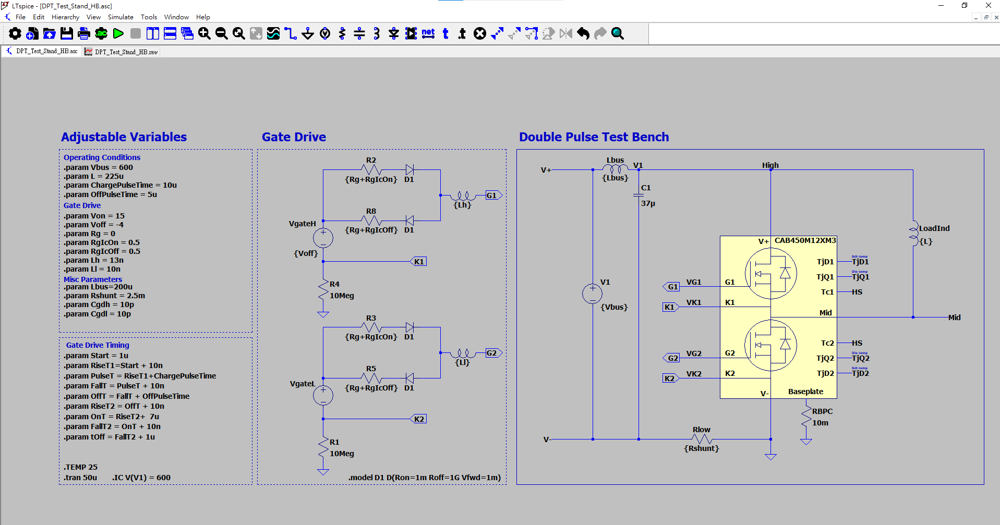 LTspice - [DPT_Test_Stand_HB.asc]
File Edit Hierarchy View Simulate Tools Window Help
DPT_Test_Stand_HB.asc DPT_Test_Stand_HB.raw
Adjustable Variables
Operating Conditions
.param Vbus = 600
.param L = 225u
.param ChargePulseTime = 10u
.param OffPulseTime = 5u
Gate Drive
.param Von = 15
.param Voff = -4
.param Rg = 0
.param RgIcOn = 0.5
.param RgIcOff = 0.5
.param Lh = 13n
.param Ll = 10n
Misc Parameters
.param Lbus=200u
.param Rshunt = 2.5m
.param Cgdh = 10p
.param Cgdl = 10p
Gate Drive Timing
.param Start = 1u
.param RiseT1=Start + 10n
.param PulseT = RiseT1+ChargePulseTime
.param FallT = PulseT + 10n
.param OffT = FallT + OffPulseTime
.param RiseT2 = OffT + 10n
.param OnT = RiseT2+ 7u
.param FallT2 = OnT + 10n
.param tOff = FallT2 + 1u
.TEMP 25
.tran 50u .IC V(V1) = 600
Gate Drive
R2
{Rg+RgIcOn} D1
{Lh}
G1
R8
{Rg+RgIcOff} D1
VgateH
{Voff}
K1
R4
10Meg
R3
{Rg+RgIcOn} D1
{Ll}
G2
R5
{Rg+RgIcOff} D1
VgateL
K2
R1
10Meg
.model D1 D(Ron=1m Roff=1G Vfwd=1m)
Double Pulse Test Bench
V+
Lbus
{Lbus}
V1
High
C1
37µ
LoadInd
{L}
V1
{Vbus}
V+ CAB450M12XM3
TjD1
Sch temp
TjD1
TjQ1
Die temp
TjQ1
Tc1 HS
G1 VG1 G1
K1 VK1 K1
Mid
Mid
Tc2 HS
G2 VG2 G2
TjQ2
Die temp
TjQ2
K2 VK2 K2
TjD2
Sch temp
TjD2
V-
Baseplate
RBPC
10m
V-
Rlow
{Rshunt}
ac
net
t
.t